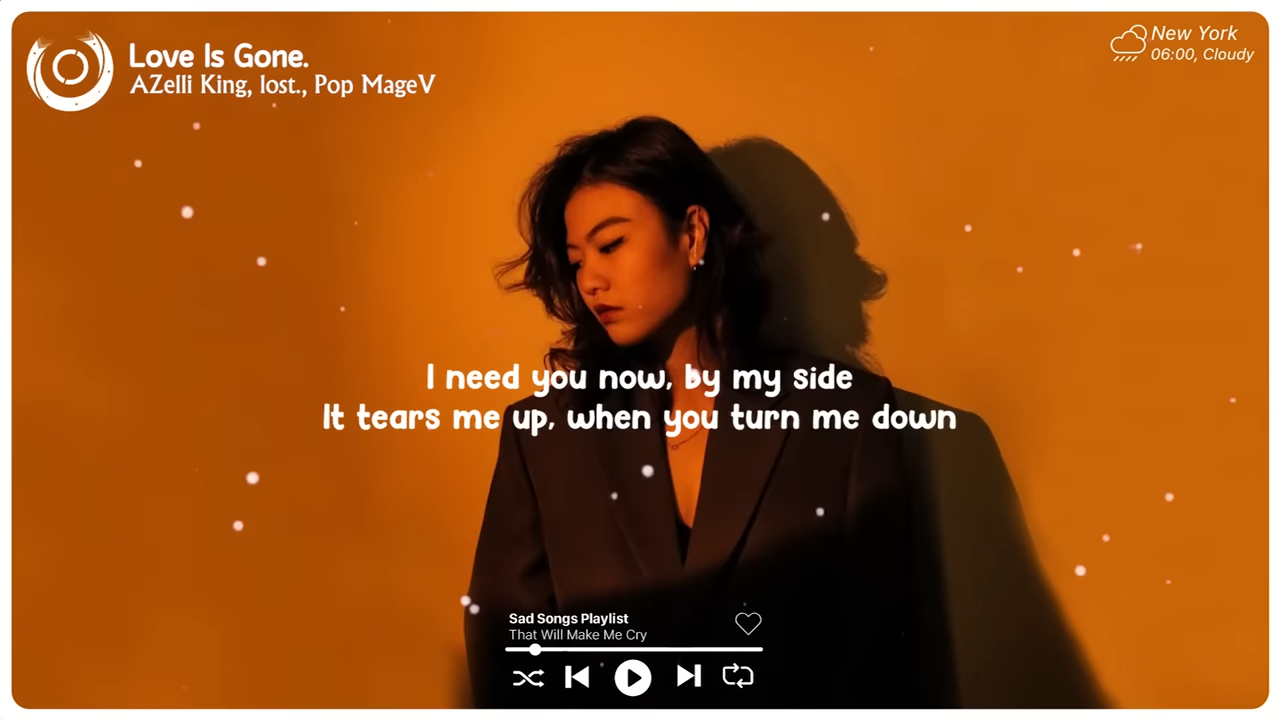 Love Is Gone.
AZelli King, lost., Pop MageV
New York
06:00, Cloudy
I need you now, by my side
It tears me up, when you turn me down
Sad Songs Playlist
That Will Make Me Cry